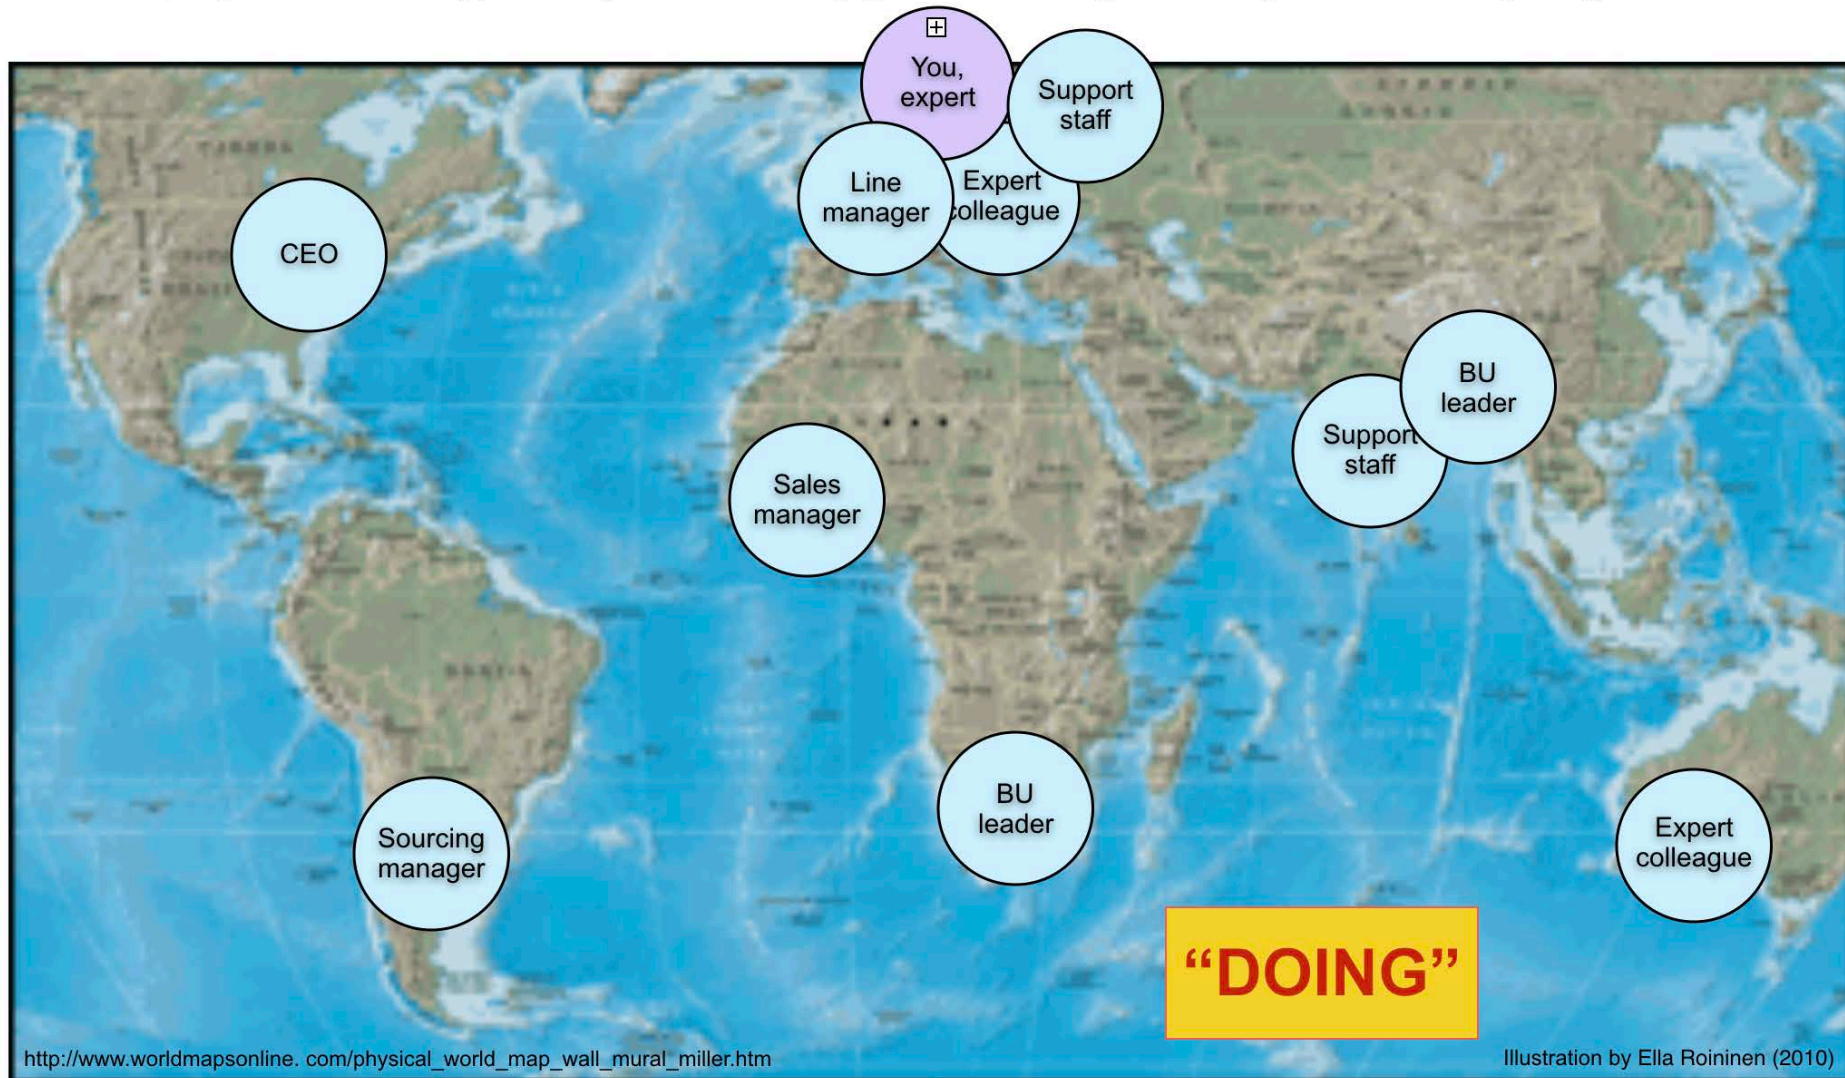 You,
expert
Support
staff
Line
manager
Expert
colleague
CEO
BU
leader
Support
staff
Sales
manager
BU
leader
Sourcing
manager
Expert
colleague
“DOING”
http://www.worldmapsonline. com/physical_world_map_wall_mural_miller.htm
Illustration by Ella Roininen (2010)